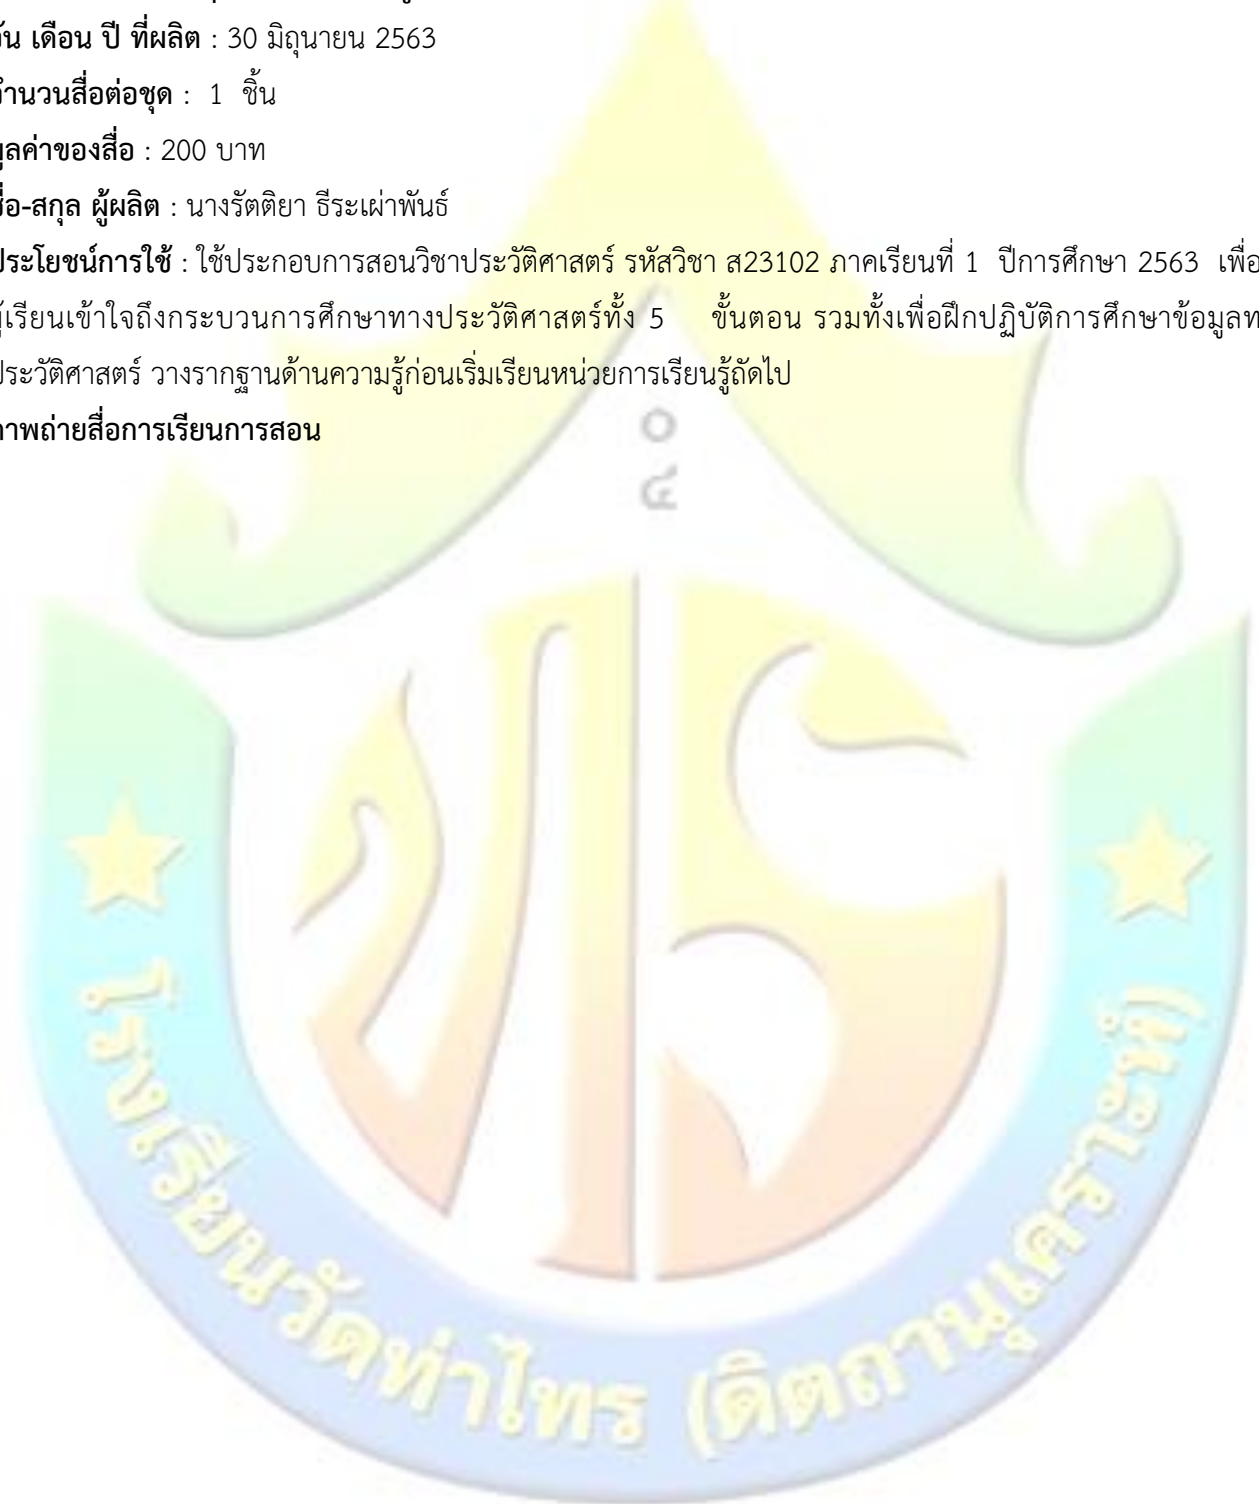 วัน เดือน ปี ที่ผลิต : 30 มิถุนายน 2563
จำนวนสื่อต่อชุด : 1 ชิ้น
มูลค่าของสื่อ : 200 บาท
ชื่อ-สกุล ผู้ผลิต : นางรัตติยา ธีระเผ่าพันธ์
ประโยชน์การใช้ : ใช้ประกอบการสอนวิชาประวัติศาสตร์ รหัสวิชา ส23102 ภาคเรียนที่ 1 ปีการศึกษา 2563 เพื่อ
ผู้เรียนเข้าใจถึงกระบวนการศึกษาทางประวัติศาสตร์ทั้ง 5 ขั้นตอน รวมทั้งเพื่อฝึกปฏิบัติการศึกษาข้อมูลท
ประวัติศาสตร์ วางรากฐานด้านความรู้ก่อนเริ่มเรียนหน่วยการเรียนรู้ถัดไป
ภาพถ่ายสื่อการเรียนการสอน
๐
๔
ทร
โรงเรียนวัดท่าไทร (ดิตถานุเคราะห์)